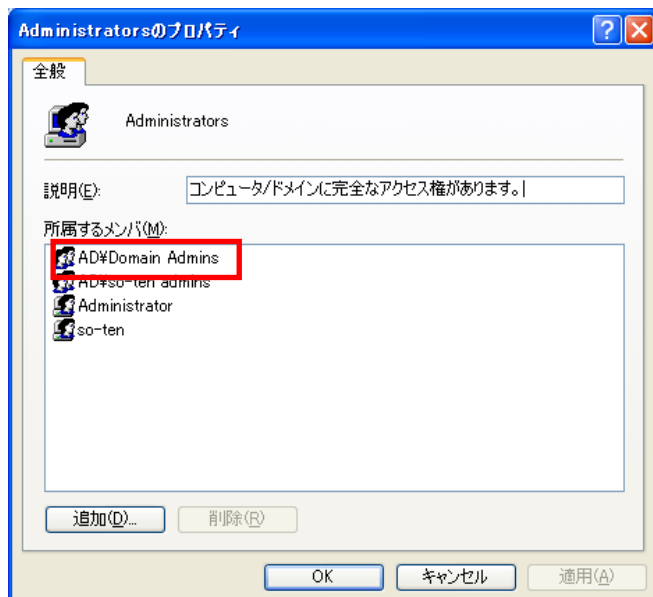 Administratorsのプロパティ
全般
Administrators
説明(E):
コンピュータ/ドメインに完全なアクセス権があります。
所属するメンバ(M):
AD¥Domain Admins
AD¥so-ten admins
Administrator
so-ten
追加(D)...
削除(R)
OK
キャンセル
適用(A)